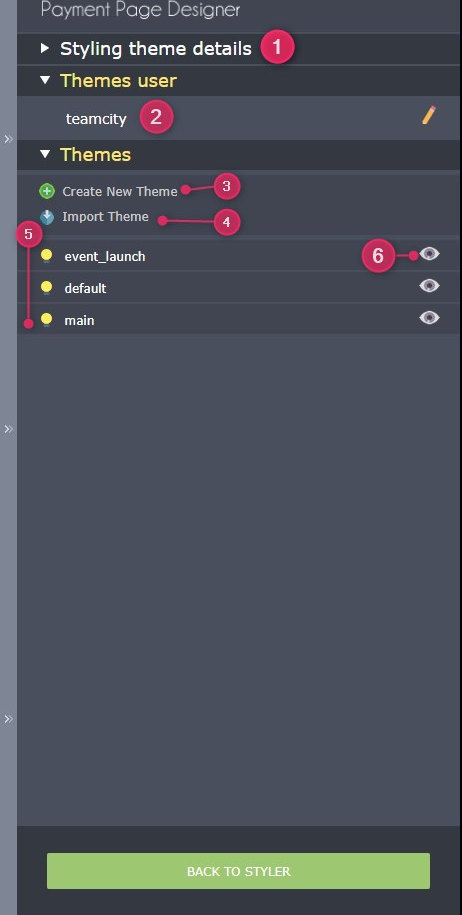 Payment Page Designer
Styling theme details 1
Themes user
teamcity 2
Themes
Create New Theme 3
Import Theme 4
5
event_launch 6
default
main
BACK TO STYLER